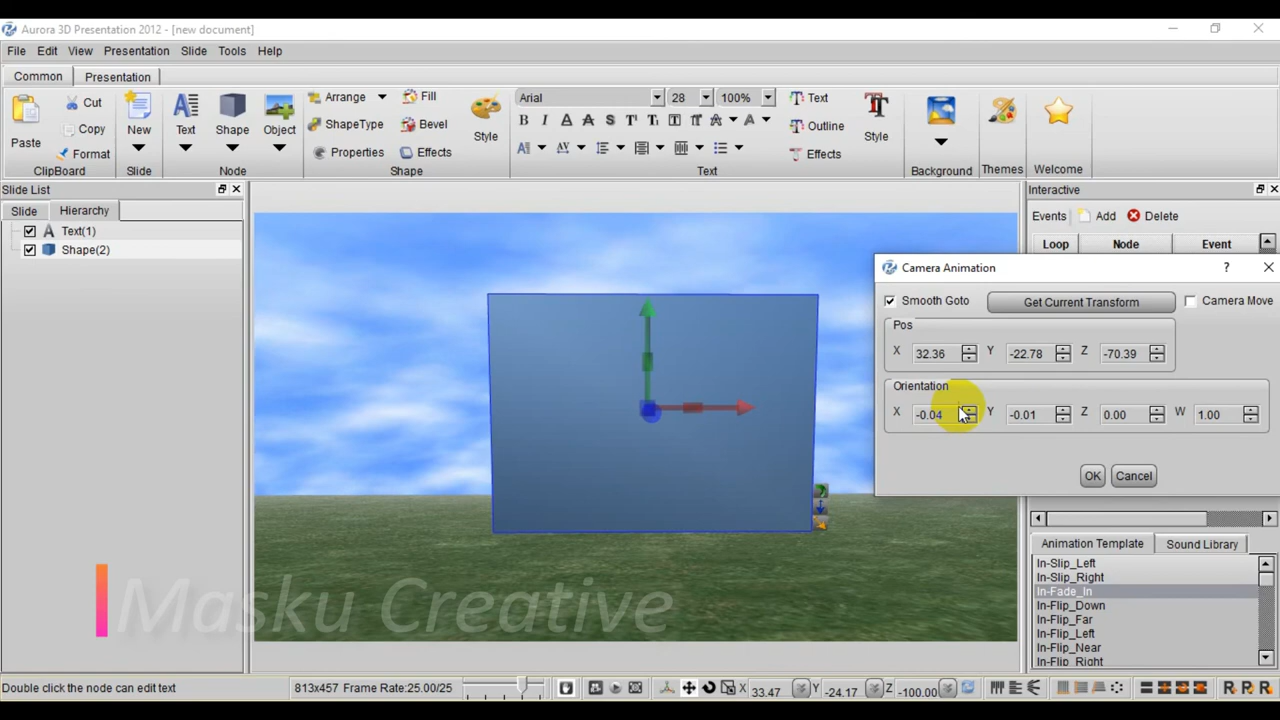 Aurora 3D Presentation 2012 - [new document]
File Edit View Presentation Slide Tools Help
Common Presentation
Paste Cut Copy Format ClipBoard
New Slide
Text Shape Object Node
Arrange Fill
ShapeType Bevel
Properties Effects
Style
Shape
Arial 28 100%
Text
Outline
Effects
Style
Text
Background Themes Welcome
Slide List
Slide Hierarchy
Text(1)
Shape(2)
Interactive
Events Add Delete
Loop Node Event
Camera Animation ?
Smooth Goto Get Current Transform Camera Move
Pos
X 32.36 Y -22.78 Z -70.39
Orientation
X -0.04 Y -0.01 Z 0.00 W 1.00
OK Cancel
Animation Template Sound Library
In-Slip_Left
In-Slip_Right
In-Fade_In
In-Flip_Down
In-Flip_Far
In-Flip_Left
In-Flip_Near
In-Flip_Right
Masku Creative
Double click the node can edit text 813x457 Frame Rate:25.00/25 X 33.47 Y -24.17 Z -100.00